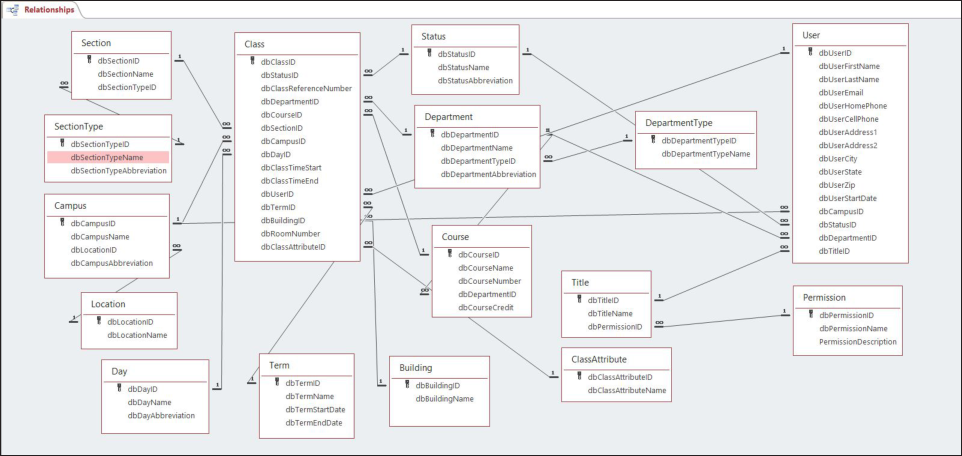 Relationships
Section
dbSectionID
dbSectionName
dbSectionTypeID
SectionType
dbSectionTypeID
dbSectionTypeName
dbSectionTypeAbbreviation
Campus
dbCampusID
dbCampusName
dbLocationID
dbCampusAbbreviation
Location
dbLocationID
dbLocationName
Day
dbDayID
dbDayName
dbDayAbbreviation
Class
dbClassID
dbStatusID
dbClassReferenceNumber
dbDepartmentID
dbCourseID
dbSectionID
dbCampusID
dbDayID
dbClassTimeStart
dbClassTimeEnd
dbUserID
dbTermID
dbBuildingID
dbRoomNumber
dbClassAttributeID
Term
dbTermID
dbTermName
dbTermStartDate
dbTermEndDate
Status
dbStatusID
dbStatusName
dbStatusAbbreviation
Department
dbDepartmentID
dbDepartmentName
dbDepartmentTypeID
dbDepartmentAbbreviation
Course
dbCourseID
dbCourseName
dbCourseNumber
dbDepartmentID
dbCourseCredit
Building
dbBuildingID
dbBuildingName
DepartmentType
dbDepartmentTypeID
dbDepartmentTypeName
Title
dbTitleID
dbTitleName
dbPermissionID
ClassAttribute
dbClassAttributeID
dbClassAttributeName
User
dbUserID
dbUserFirstName
dbUserLastName
dbUserEmail
dbUserHomePhone
dbUserCellPhone
dbUserAddress1
dbUserAddress2
dbUserCity
dbUserState
dbUserZip
dbUserStartDate
dbCampusID
dbStatusID
dbDepartmentID
dbTitleID
Permission
dbPermissionID
dbPermissionName
PermissionDescription